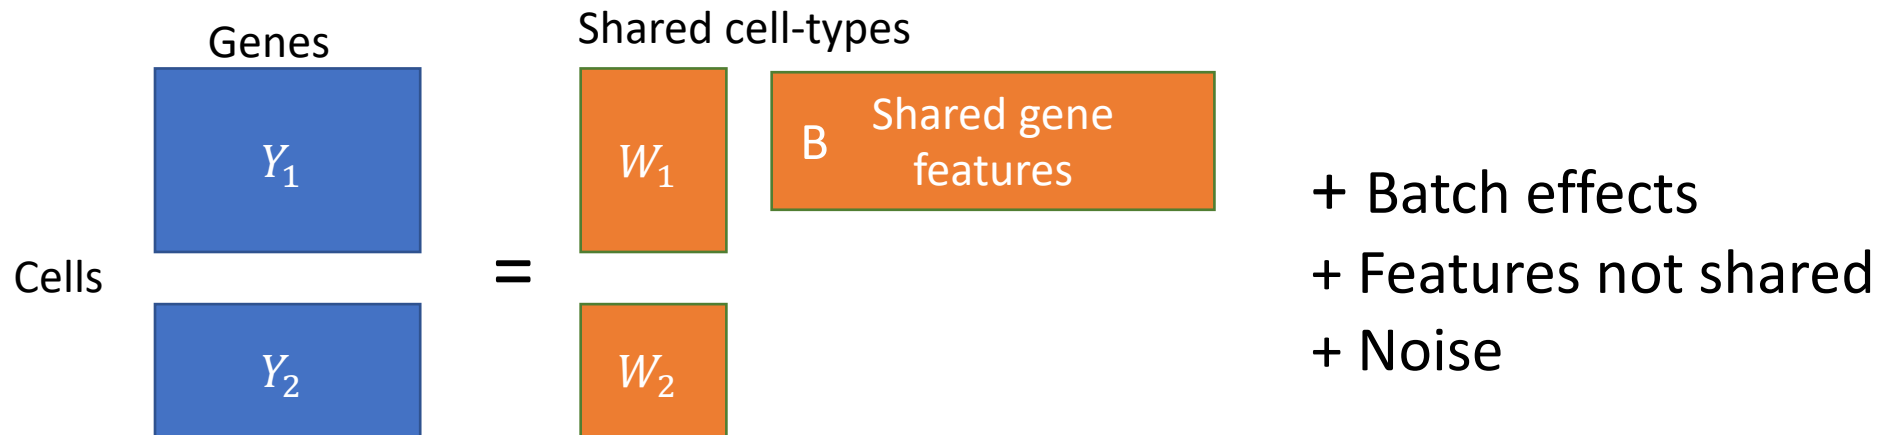 Genes
Shared cell-types
Y₁
W₁
B
Shared gene
features
Cells
=
Y₂
W₂
+ Batch effects
+ Features not shared
+ Noise